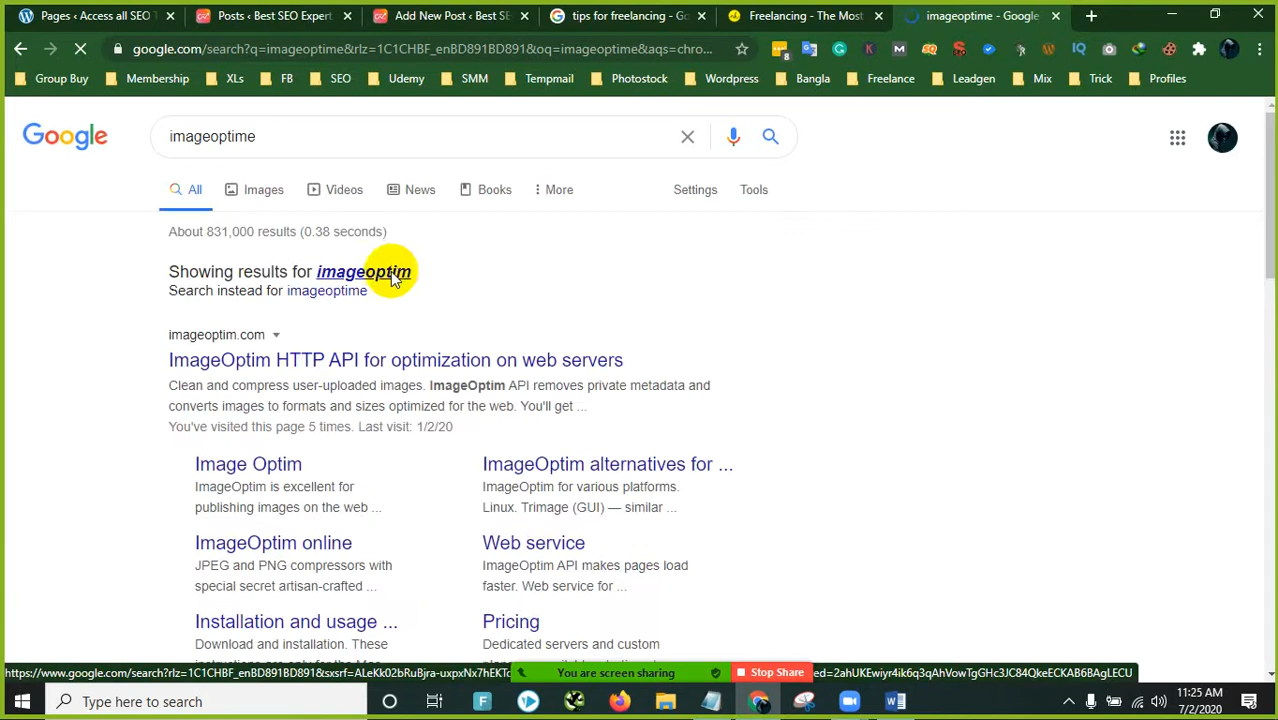 Pages ‹ Access all SEO T
Posts ‹ Best SEO Expert
Add New Post ‹ Best SE
tips for freelancing - Go
Freelancing - The Most
imageoptime - Google
google.com/search?q=imageoptime&rlz=1C1CHBF_enBD891BD891&oq=imageoptime&aqs=chro...
8
Group Buy
Membership
XLs
FB
SEO
Udemy
SMM
Tempmail
Photostock
Wordpress
Bangla
Freelance
Leadgen
Mix
Trick
Profiles
Google
imageoptime
All
Images
Videos
News
Books
More
Settings
Tools
About 831,000 results (0.38 seconds)
Showing results for imageoptim
Search instead for imageoptime
imageoptim.com
ImageOptim HTTP API for optimization on web servers
Clean and compress user-uploaded images. ImageOptim API removes private metadata and
converts images to formats and sizes optimized for the web. You'll get ...
You've visited this page 5 times. Last visit: 1/2/20
Image Optim
ImageOptim is excellent for
publishing images on the web ...
ImageOptim alternatives for ...
ImageOptim for various platforms.
Linux. Trimage (GUI) — similar ...
ImageOptim online
JPEG and PNG compressors with
special secret artisan-crafted ...
Web service
ImageOptim API makes pages load
faster. Web service for ...
Installation and usage ...
Download and installation. These
Pricing
Dedicated servers and custom
You are screen sharing
Stop Share
Type here to search
11:25 AM
7/2/2020